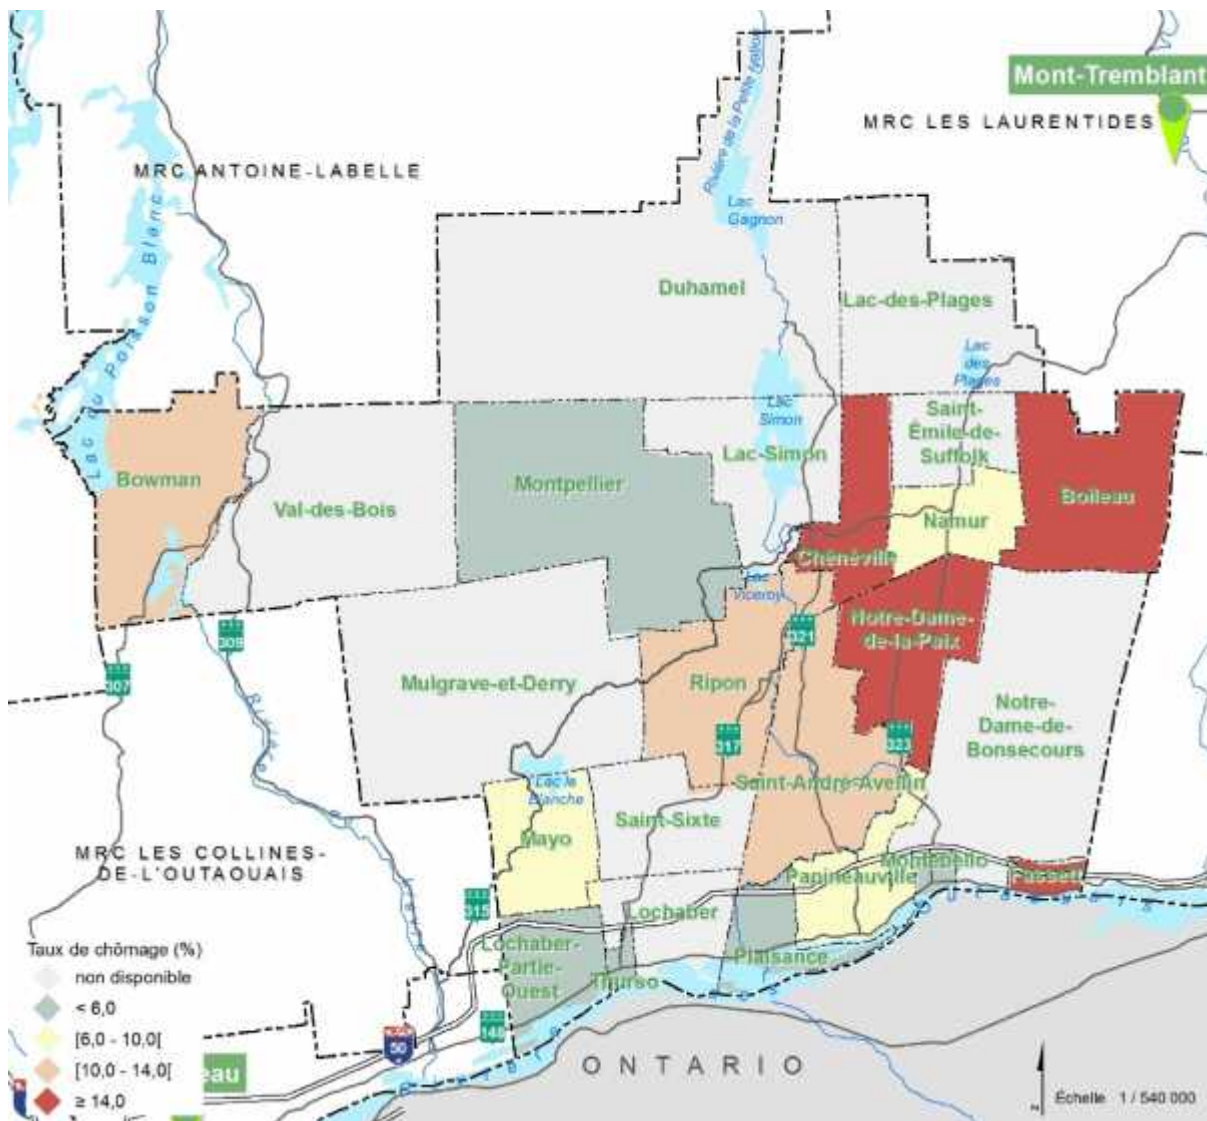 Mont-Tremblant
MRC LES LAURENTIDES
Rivière de la Petite Nation
MRC ANTOINE-LABELLE
Lac du Poisson Blanc
Lac
Gagnon
Duhamel
Lac-des-Plages
Lac
des
Plages
Lac
Simon
Saint-
Émile-de-
Suffolk
Lac-Simon
Bowman
Montpellier
Boileau
Val-des-Bois
Namur
Chénéville
Lac
Viceroy
Notre-Dame-
de-la-Paix
321
309
307
Mulgrave-et-Derry
Ripon
Notre-
Dame-de-
Bonsecours
317
323
Saint-André-Avellin
Lac la
Blanche
Saint-Sixte
Mayo
MRC LES COLLINES-
DE-L'OUTAOUAIS
Montebello
Fassett
Papineauville
315
Lochaber
Lochaber-
Partie-
Ouest
Plaisance
Thurso
148
50
Rivière
Outaouais
ONTARIO
Taux de chômage (%)
non disponible
< 6,0
[6,0 - 10,0[
[10,0 - 14,0[
≥ 14,0
eau
N
Échelle 1 / 540 000